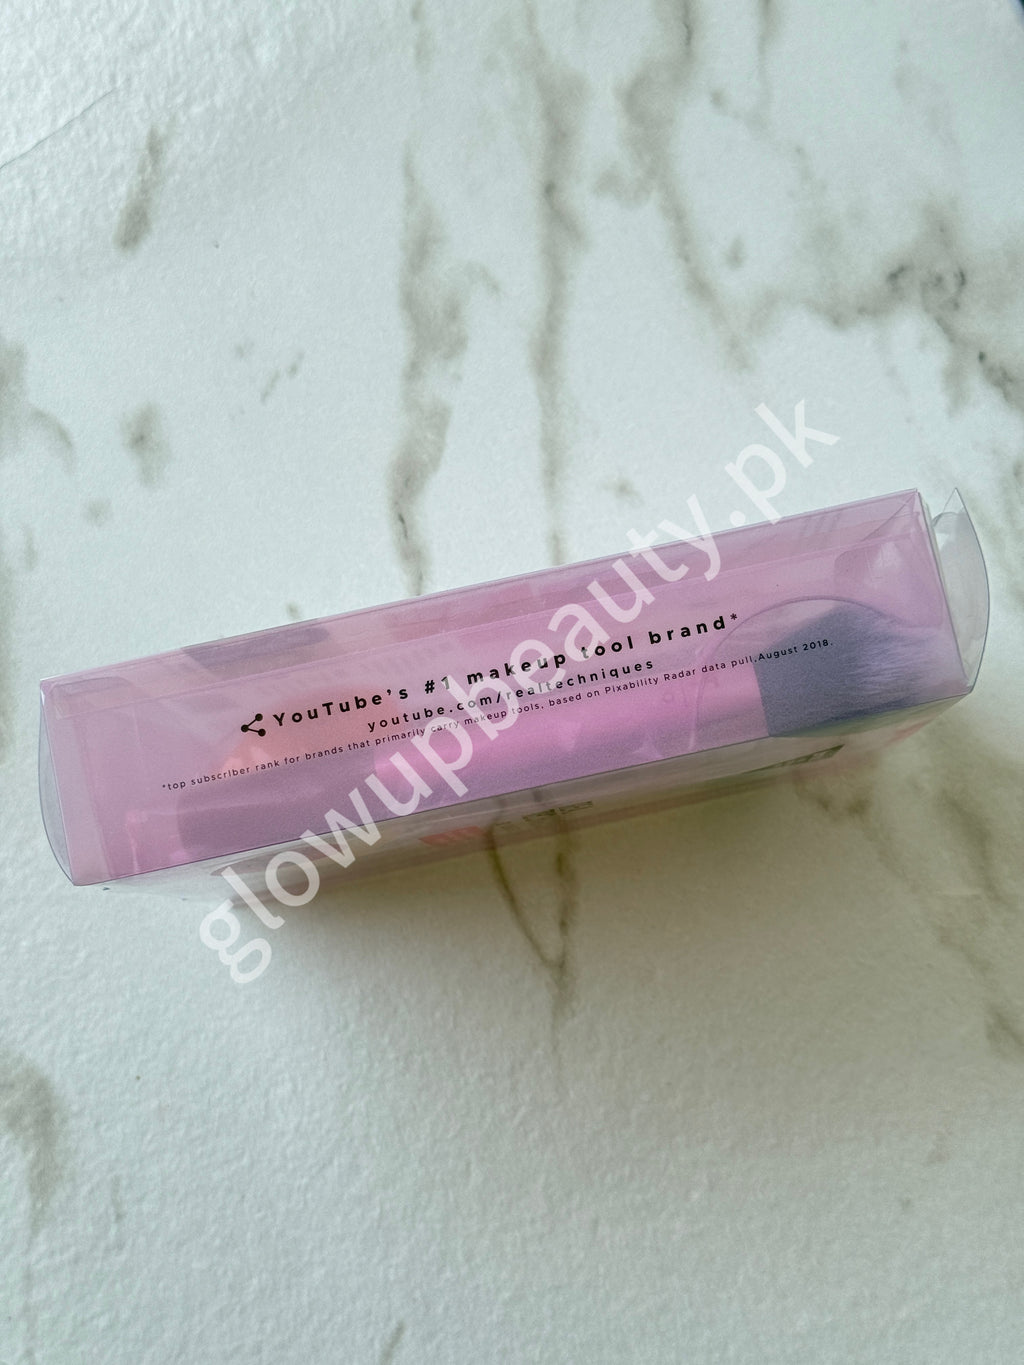 YouTube's #1 makeup tool brand*
youtube.com/realtechniques
*top subscriber rank for brands that primarily carry makeup tools, based on Pixability Radar data pull,August 2018.
glowupbeauty.pk